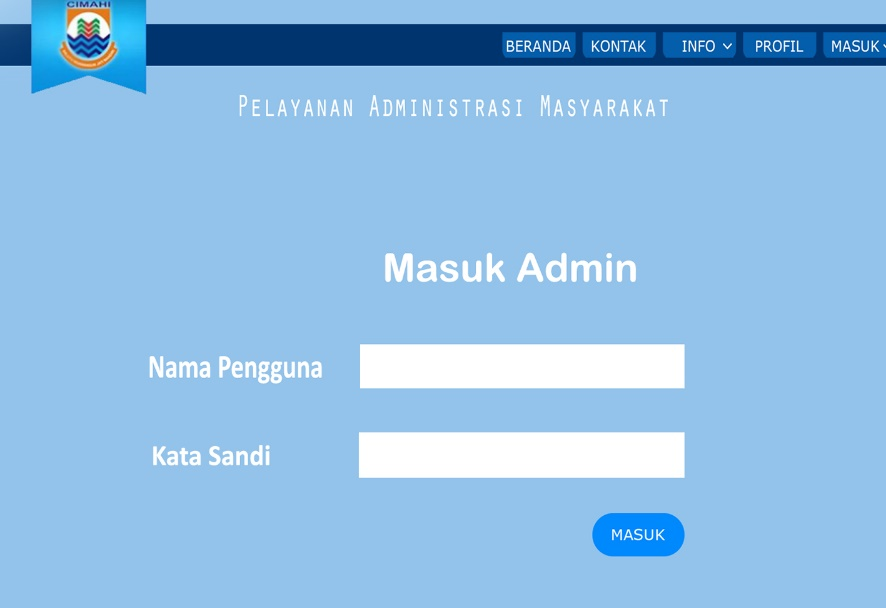 CIMAHI
BERANDA KONTAK INFO PROFIL MASUK
Pelayanan Administrasi Masyarakat
Masuk Admin
Nama Pengguna
Kata Sandi
MASUK